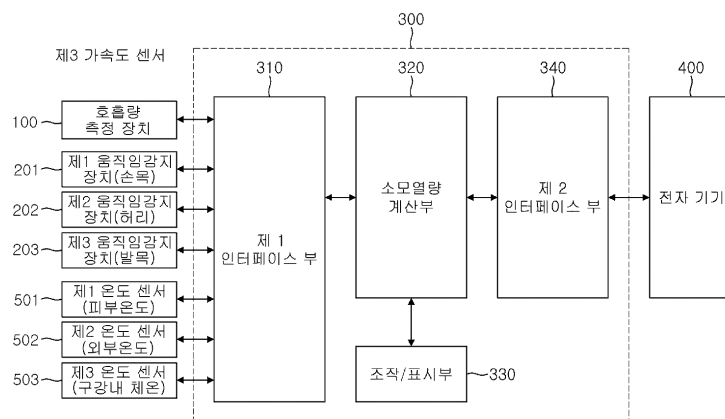 300
제3 가속도 센서
310
320
340
400
100
호흡량
측정 장치
201
제1 움직임감지
장치(손목)
202
제2 움직임감지
장치(허리)
203
제3 움직임감지
장치(발목)
501
제1 온도 센서
(피부온도)
502
제2 온도 센서
(외부온도)
503
제3 온도 센서
(구강내 체온)
제 1
인터페이스 부
소모열량
계산부
제 2
인터페이스 부
전자 기기
조작/표시부
330